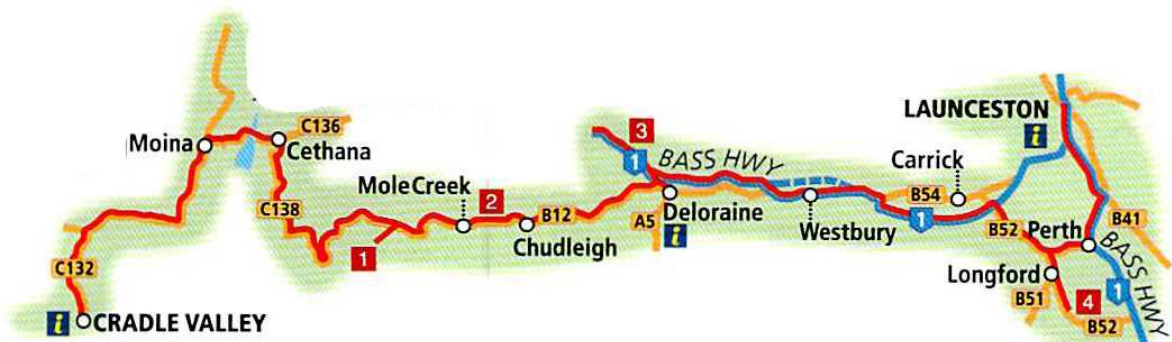 C136
Moina
Cethana
C138
Mole Creek
2
1
C132
i
CRADLE VALLEY
Chudleigh
B12
3
1
BASS HWY
A5
Deloraine
i
Westbury
Carrick
B54
1
LAUNCESTON
i
B52
Perth
B41
Longford
BASS HWY
1
B51
4
B52